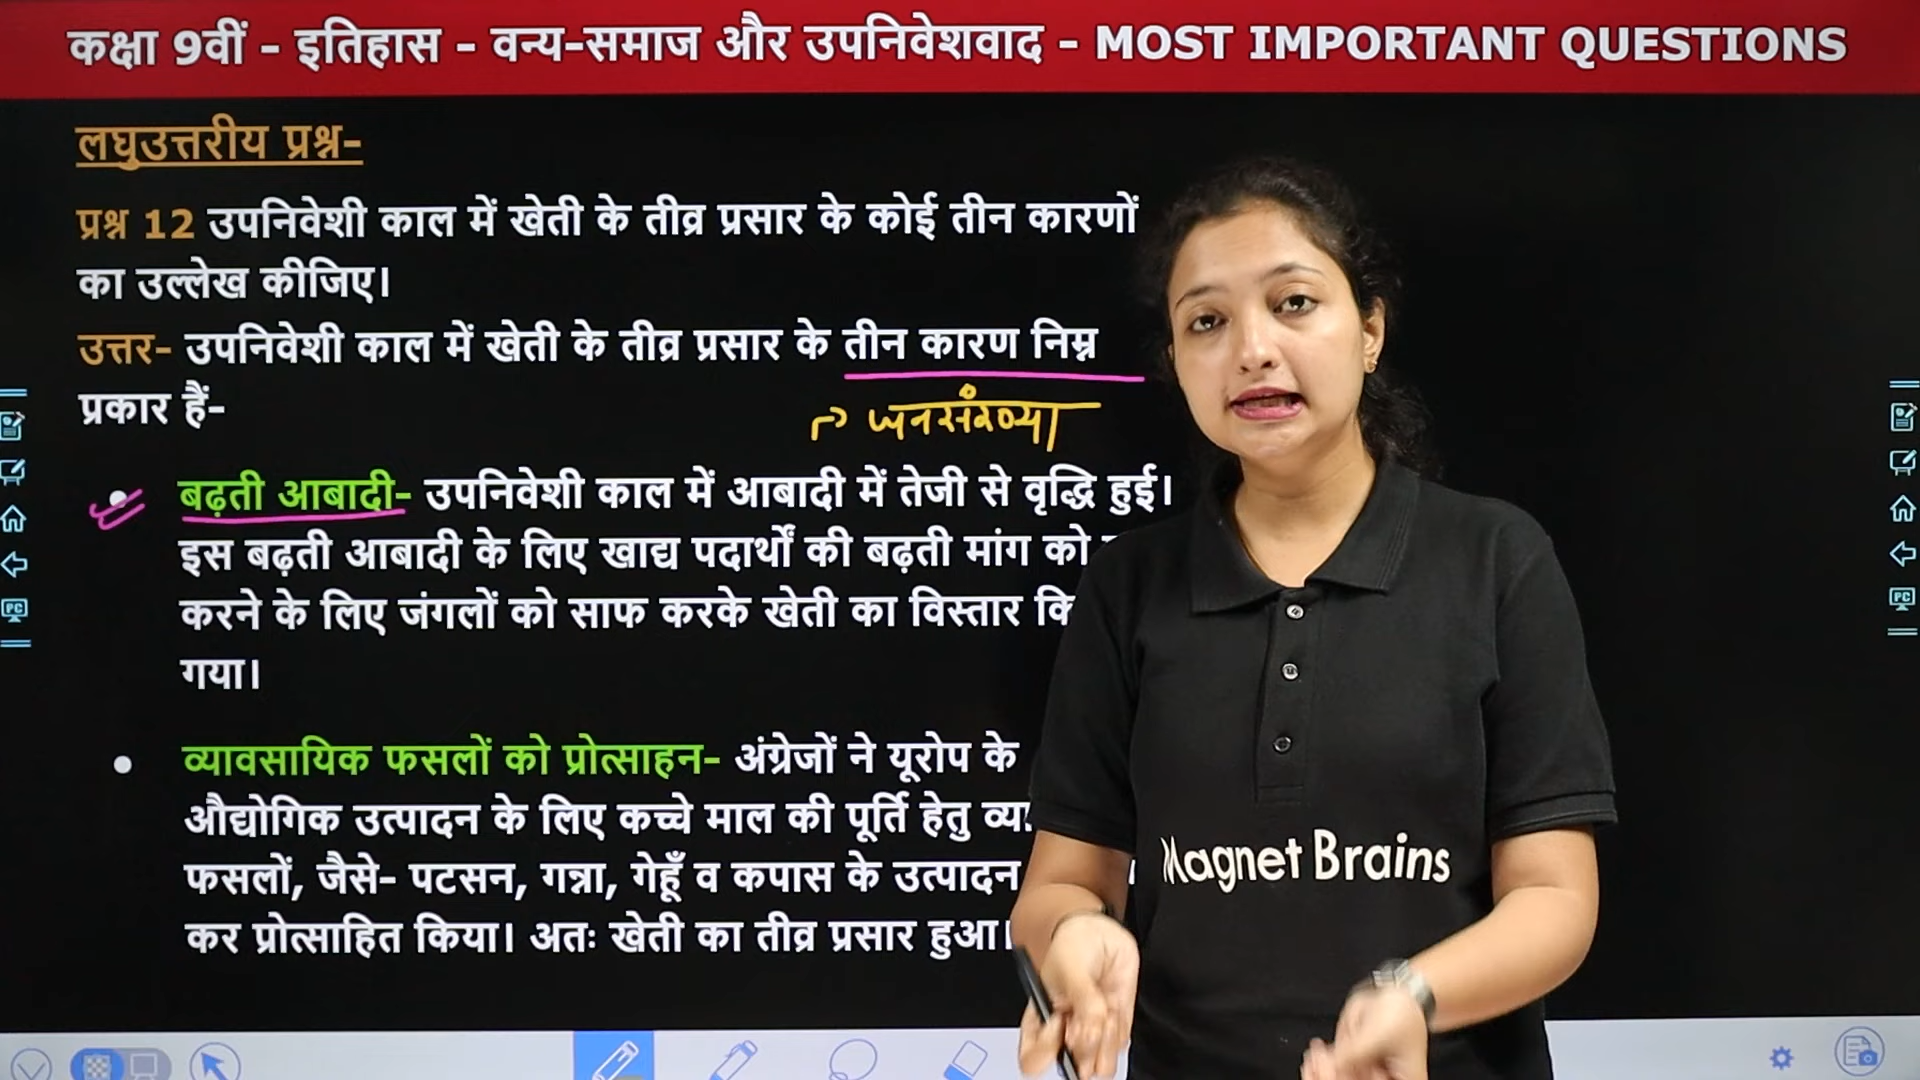 कक्षा 9वीं - इतिहास - वन्य-समाज और उपनिवेशवाद - MOST IMPORTANT QUESTIONS
लघुउत्तरीय प्रश्न-
प्रश्न 12 उपनिवेशी काल में खेती के तीव्र प्रसार के कोई तीन कारणों
का उल्लेख कीजिए।
उत्तर- उपनिवेशी काल में खेती के तीव्र प्रसार के तीन कारण निम्न
प्रकार हैं-
जनसंख्या
बढ़ती आबादी- उपनिवेशी काल में आबादी में तेजी से वृद्धि हुई।
इस बढ़ती आबादी के लिए खाद्य पदार्थों की बढ़ती मांग को
करने के लिए जंगलों को साफ करके खेती का विस्तार
गया।
व्यावसायिक फसलों को प्रोत्साहन- अंग्रेजों ने यूरोप के
औद्योगिक उत्पादन के लिए कच्चे माल की पूर्ति हेतु
फसलों, जैसे- पटसन, गन्ना, गेहूँ व कपास के उत्पादन
कर प्रोत्साहित किया। अतः खेती का तीव्र प्रसार हुआ।
Magnet Brains
PC
PC